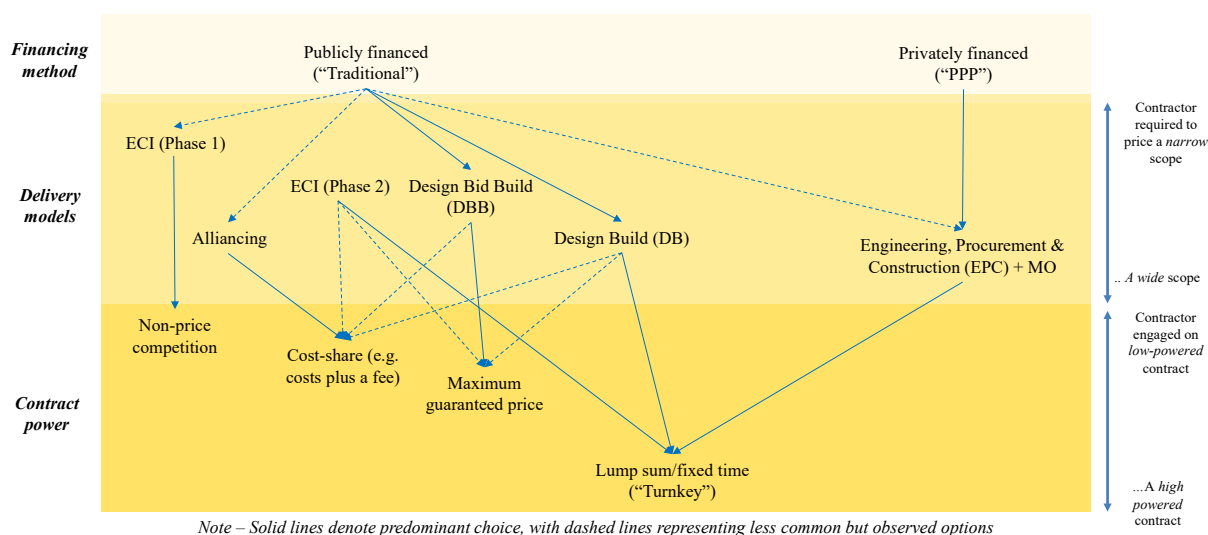 Financing
method
Publicly financed
(“Traditional”)
Privately financed
(“PPP”)
Contractor
required to
price a narrow
scope
ECI (Phase 1)
Delivery
models
ECI (Phase 2)
Design Bid Build
(DBB)
Alliancing
Design Build (DB)
Engineering, Procurement &
Construction (EPC) + MO
.. A wide scope
Contractor
engaged on
low-powered
contract
Non-price
competition
Cost-share (e.g.
costs plus a fee)
Maximum
guaranteed price
Contract
power
Lump sum/fixed time
(“Turnkey”)
...A high
powered
contract
Note – Solid lines denote predominant choice, with dashed lines representing less common but observed options